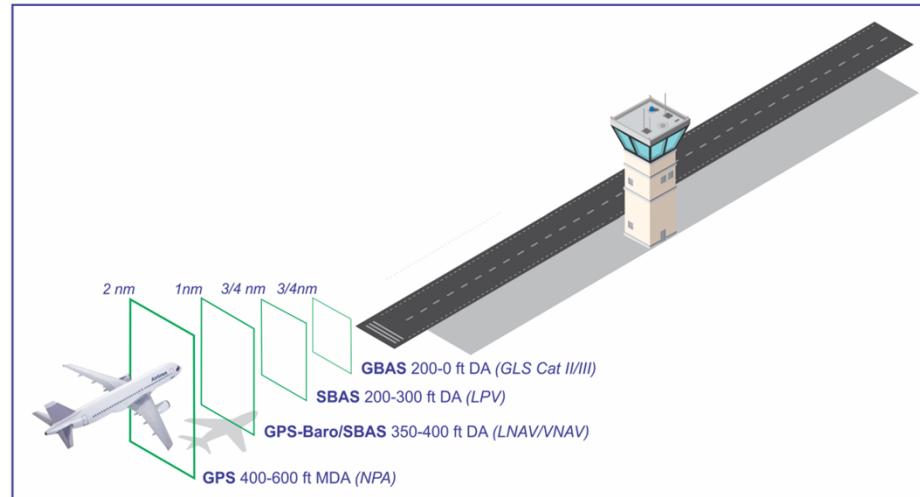 2 nm
1nm
3/4 nm
3/4nm
Airlines
GBAS 200-0 ft DA (GLS Cat II/III)
SBAS 200-300 ft DA (LPV)
GPS-Baro/SBAS 350-400 ft DA (LNAV/VNAV)
GPS 400-600 ft MDA (NPA)